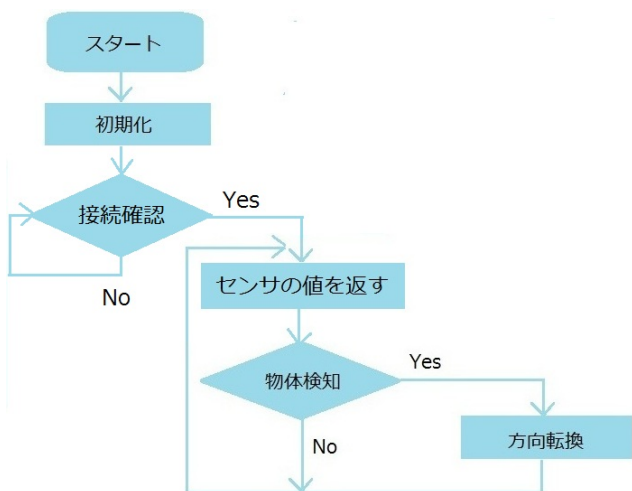 スタート
初期化
接続確認
Yes
No
センサの値を返す
物体検知
Yes
No
方向転換